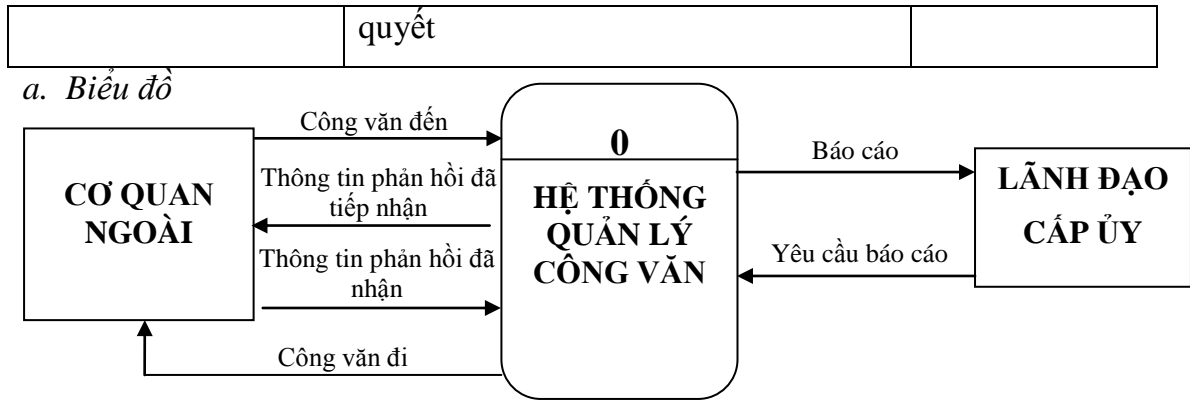 quyết
a. Biểu đồ
Công văn đến
0
Báo cáo
CƠ QUAN
NGOÀI
Thông tin phản hồi đã
tiếp nhận
HỆ THỐNG
QUẢN LÝ
CÔNG VĂN
LÃNH ĐẠO
CẤP ỦY
Thông tin phản hồi đã
nhận
Yêu cầu báo cáo
Công văn đi